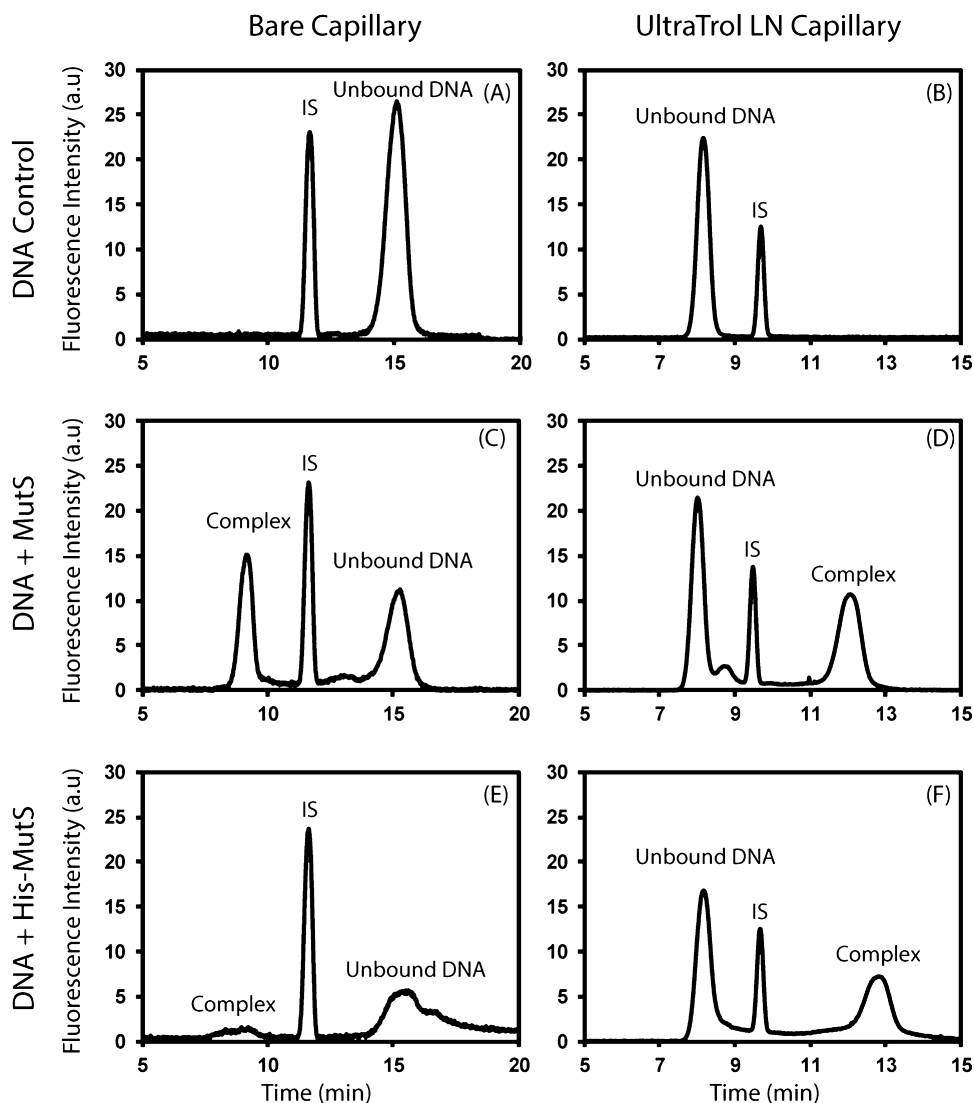 Bare Capillary
UltraTrol LN Capillary
DNA Control
Fluorescence Intensity (a.u)
30
25
20
15
10
5
0
IS
Unbound DNA
(A)
5 10 15 20
30
25
20
15
10
5
0
Unbound DNA
IS
(B)
5 7 9 11 13 15
DNA + MutS
Fluorescence Intensity (a.u)
30
25
20
15
10
5
0
Complex
IS
Unbound DNA
(C)
5 10 15 20
30
25
20
15
10
5
0
Unbound DNA
IS
Complex
(D)
5 7 9 11 13 15
DNA + His-MutS
Fluorescence Intensity (a.u)
30
25
20
15
10
5
0
Complex
IS
Unbound DNA
(E)
5 10 15 20
Time (min)
30
25
20
15
10
5
0
Unbound DNA
IS
Complex
(F)
5 7 9 11 13 15
Time (min)